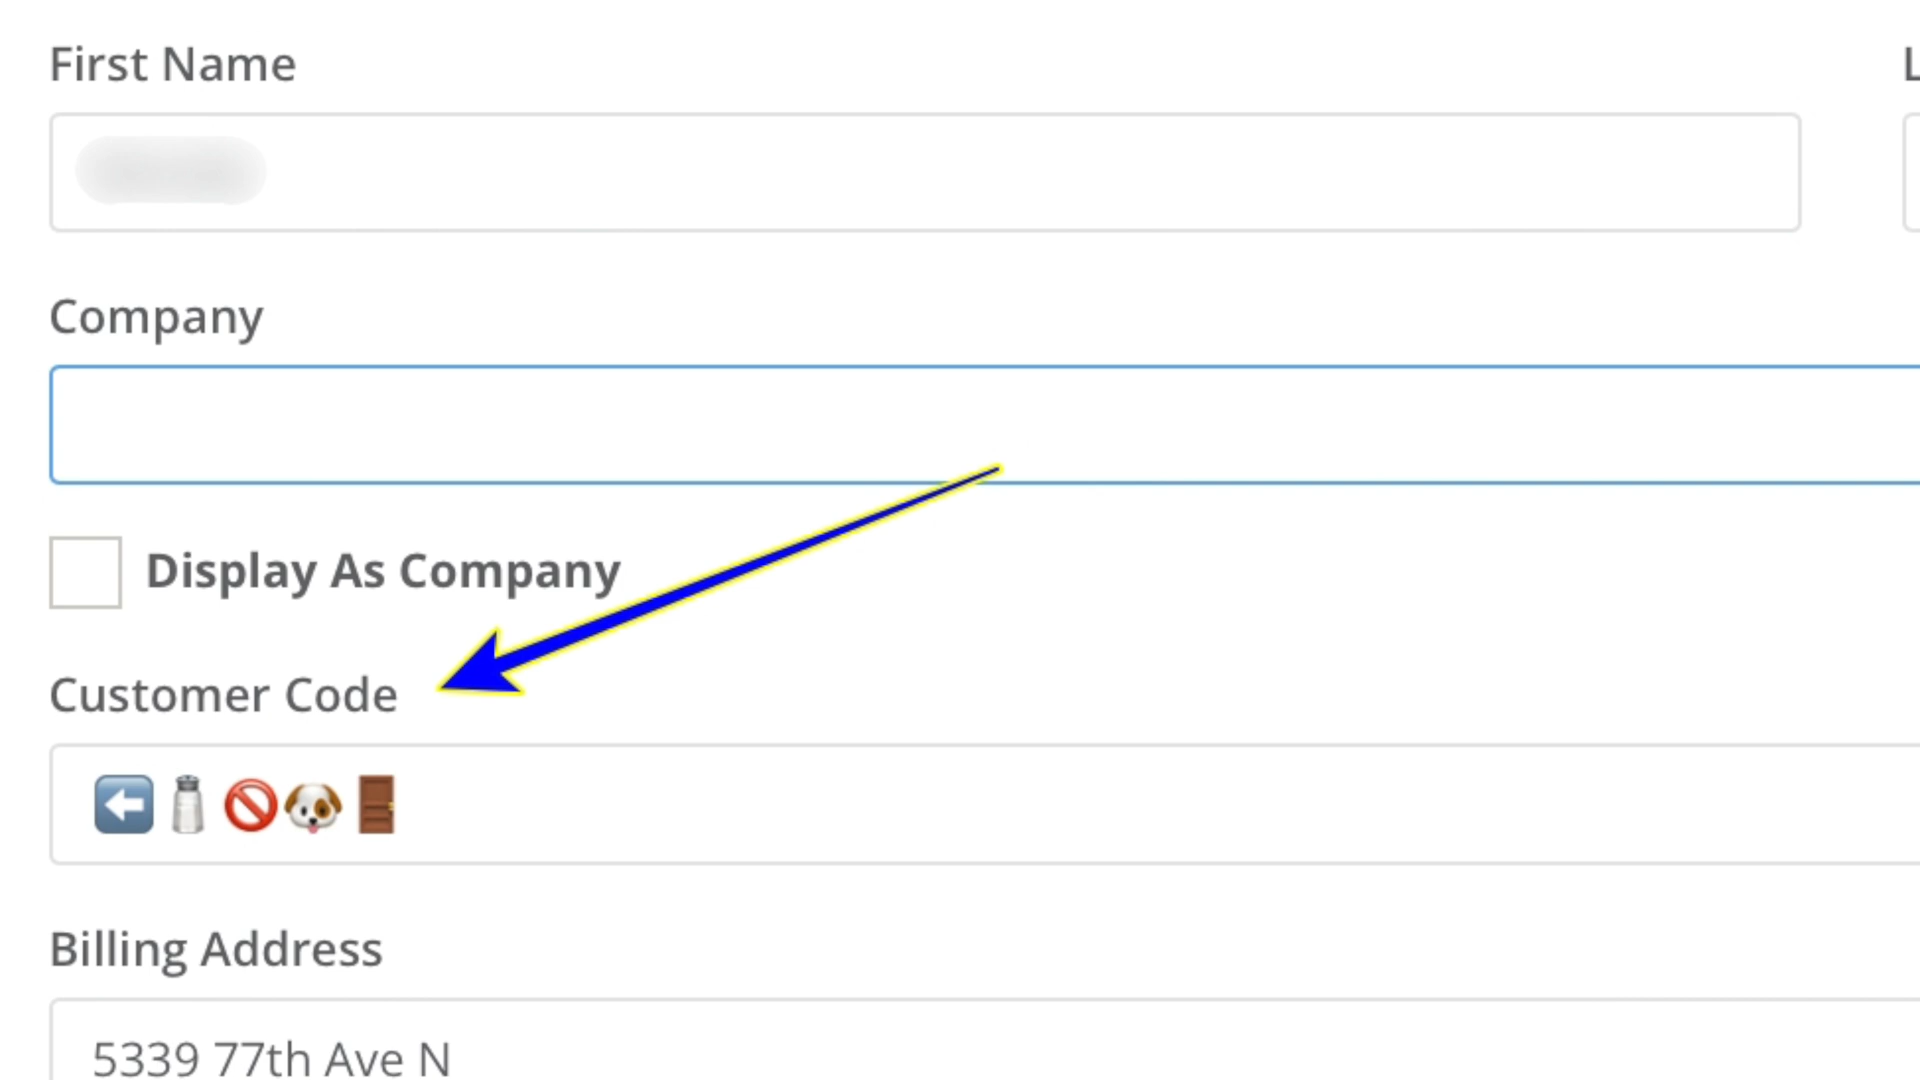 First Name
L
Company
Display As Company
Customer Code
⬅️🧂🚫🐶🚪
Billing Address
5339 77th Ave N